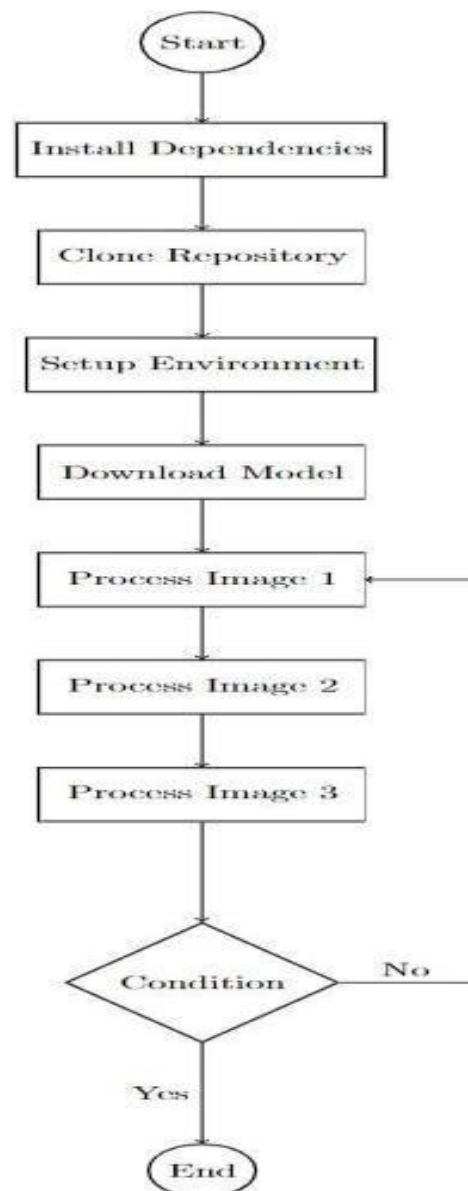 Start
Install Dependencies
Clone Repository
Setup Environment
Download Model
Process Image 1
Process Image 2
Process Image 3
Condition
No
Yes
End